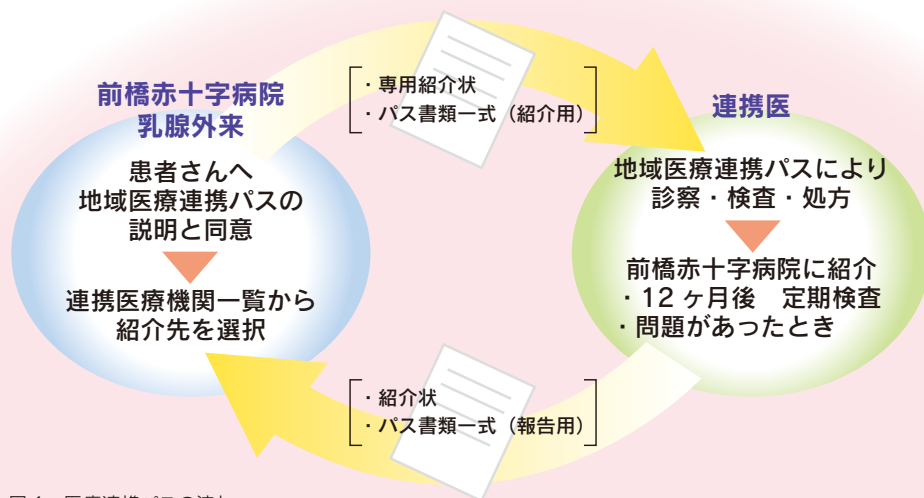 前橋赤十字病院
乳腺外来
患者さんへ
地域医療連携パスの
説明と同意
連携医療機関一覧から
紹介先を選択
・専用紹介状
・パス書類一式（紹介用）
連携医
地域医療連携パスにより
診察・検査・処方
前橋赤十字病院に紹介
・12 ヶ月後　定期検査
・問題があったとき
・紹介状
・パス書類一式（報告用）